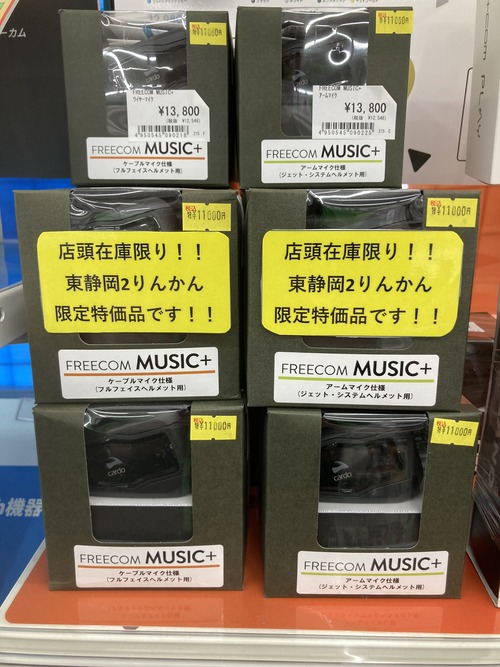 税込
特¥11000円
税込
特¥11000円
FREECOM MUSIC+
ワイヤーマイク
¥13,800
(税抜 ¥12,546)
4950545090218
FREECOM MUSIC+
アームマイク
¥13,800
(税抜 ¥12,546)
4950545090225
FREECOM MUSIC+
ケーブルマイク仕様
(フルフェイスヘルメット用)
FREECOM MUSIC+
アームマイク仕様
(ジェット・システムヘルメット用)
税込
特¥11000円
税込
特¥11000円
店頭在庫限り！！
東静岡2りんかん
限定特価品です！！
店頭在庫限り！！
東静岡2りんかん
限定特価品です！！
FREECOM MUSIC+
ケーブルマイク仕様
(フルフェイスヘルメット用)
FREECOM MUSIC+
アームマイク仕様
(ジェット・システムヘルメット用)
税込
特¥11000円
税込
特¥11000円
cardo
cardo
FREECOM MUSIC+
ケーブルマイク仕様
(フルフェイスヘルメット用)
FREECOM MUSIC+
アームマイク仕様
(ジェット・システムヘルメット用)
機器